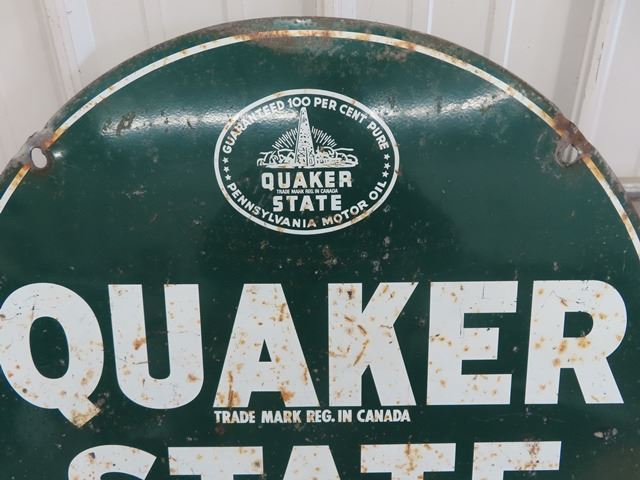 GUARANTEED 100 PER CENT PURE
QUAKER
TRADE MARK REG. IN CANADA
STATE
PENNSYLVANIA MOTOR OIL
QUAKER
TRADE MARK REG. IN CANADA
STATE